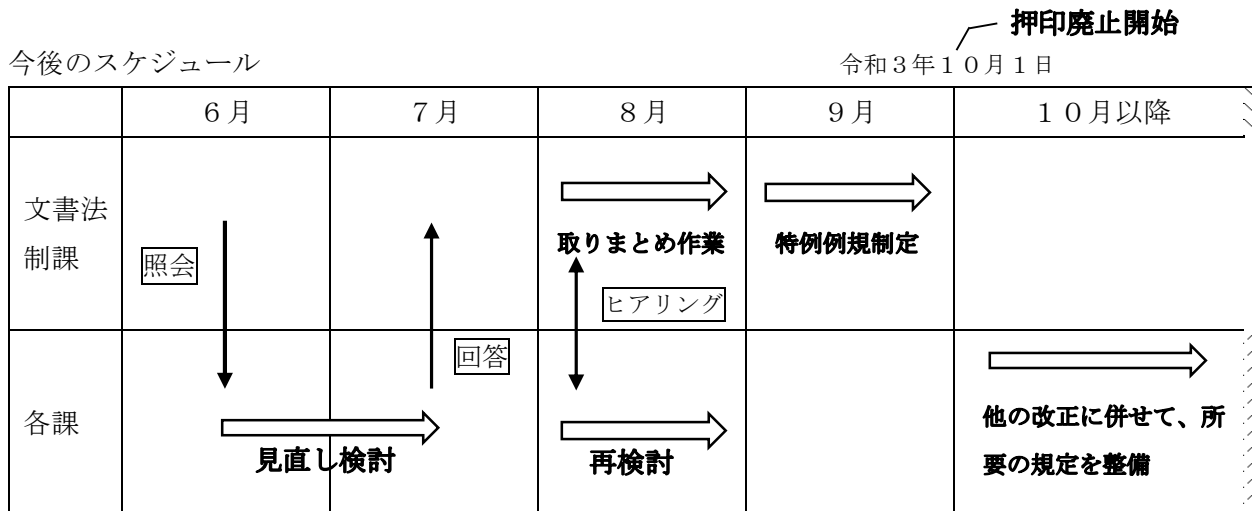 押印廃止開始
今後のスケジュール
令和３年１０月１日
６月
７月
８月
９月
１０月以降
文書法
制課
照会
取りまとめ作業
特例例規制定
ヒアリング
回答
各課
見直し検討
再検討
他の改正に併せて、所
要の規定を整備